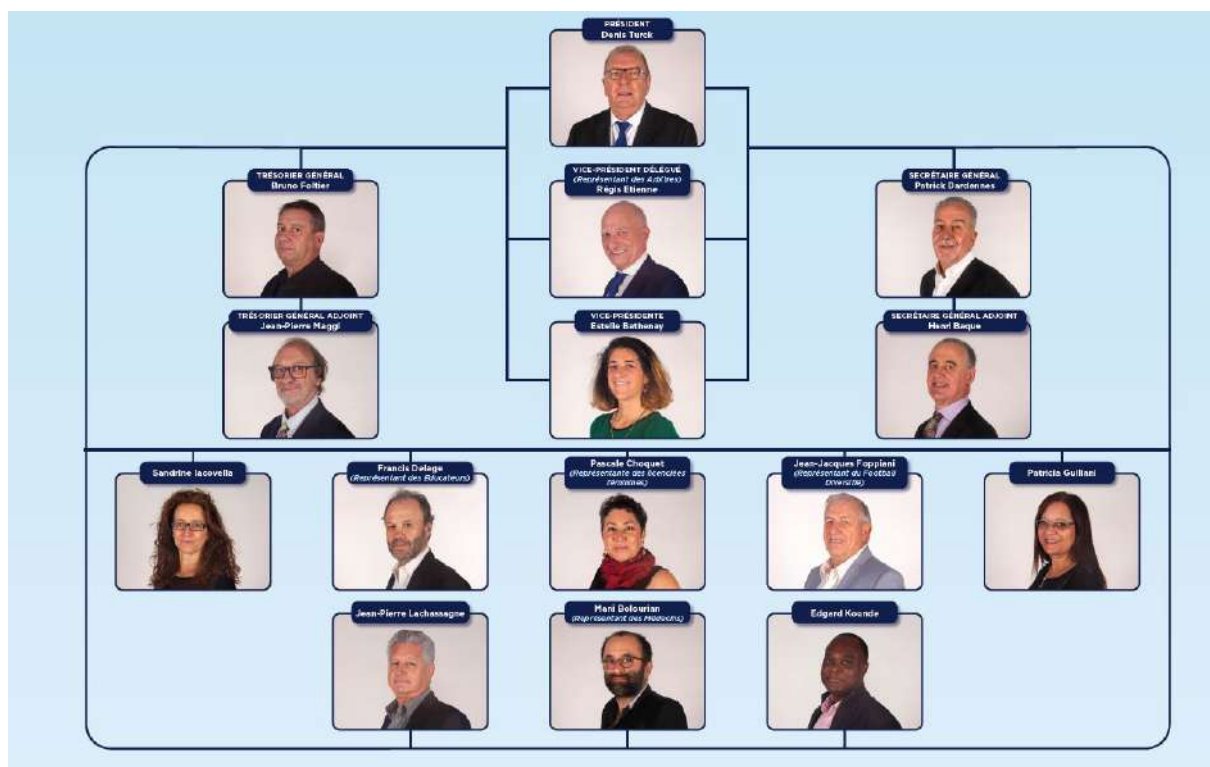 PRÉSIDENT
Denis Turck
TRÉSORIER GÉNÉRAL
Bruno Foltier
VICE-PRÉSIDENT DÉLÉGUÉ
(Représentant des Arbitres)
Régis Etienne
SECRÉTAIRE GÉNÉRAL
Patrick Dardennes
TRÉSORIER GÉNÉRAL ADJOINT
Jean-Pierre Maggi
VICE-PRÉSIDENTE
Estelle Bathenay
SECRÉTAIRE GÉNÉRAL ADJOINT
Henri Baque
Sandrine Iacovella
Francis Delage
(Représentant des Educateurs)
Pascale Choquet
(Représentante des licenciées
féminines)
Jean-Jacques Foppiani
(Représentant du Football
Diversifié)
Patricia Guiliani
Jean-Pierre Lachassagne
Mani Bolourian
(Représentant des Médecins)
Edgard Kounde